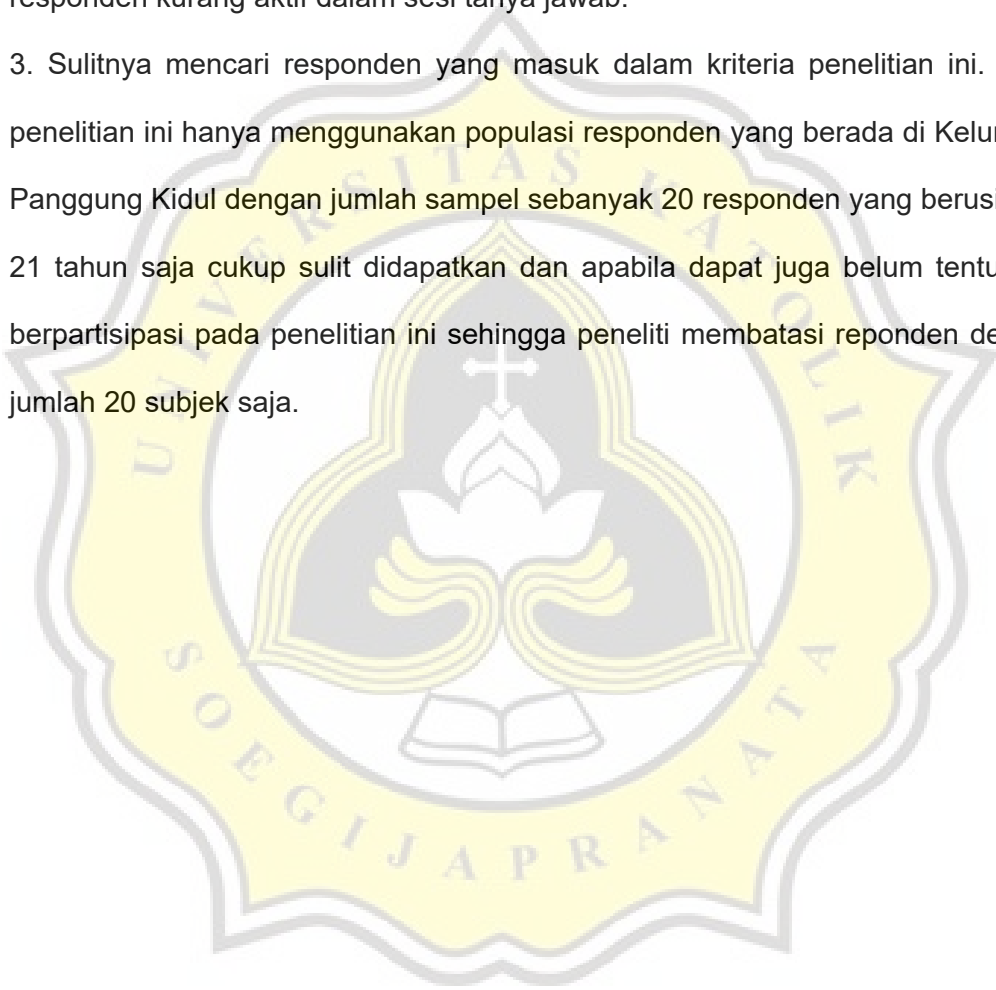 responden kurang aktif dalam sesi tanya jawab.
3. Sulitnya mencari responden yang masuk dalam kriteria penelitian ini.
penelitian ini hanya menggunakan populasi responden yang berada di
Panggung Kidul dengan jumlah sampel sebanyak 20 responden yang
21 tahun saja cukup sulit didapatkan dan apabila dapat juga belum tentu
berpartisipasi pada penelitian ini sehingga peneliti membatasi reponden
jumlah 20 subjek saja.
UNIVERSITAS KATOLIK
SOEGIJAPRANATA